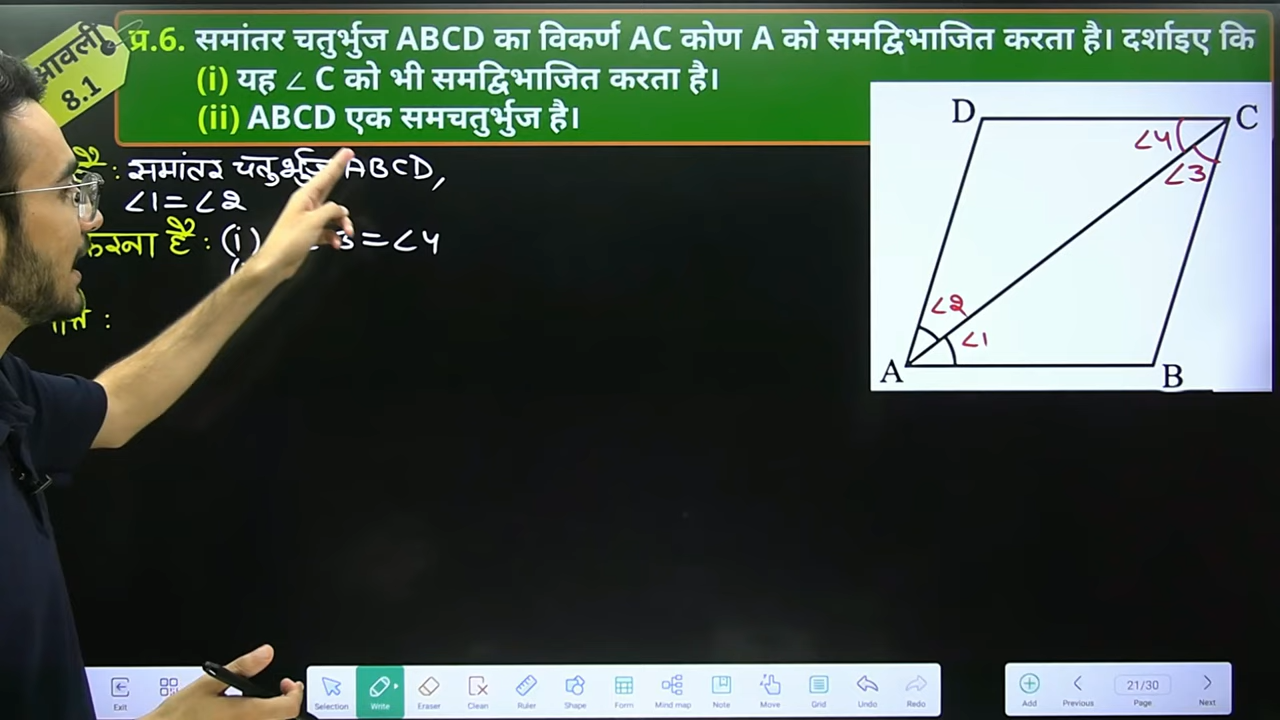 प्र.6. समांतर चतुर्भुज ABCD का विकर्ण AC कोण A को समद्विभाजित करता है। दर्शाइए कि
(i) यह ∠ C को भी समद्विभाजित करता है।
(ii) ABCD एक समचतुर्भुज है।
8.1
है : समांतर चतुर्भुज ABCD,
∠1=∠2
करना है : (i) 3=∠4
D
C
∠4
∠3
∠2
∠1
A
B
Exit
Selection
Write
Eraser
Clean
Ruler
Shape
Form
Mind map
Note
Move
Grid
Undo
Redo
Add
Previous
21/30
Page
Next